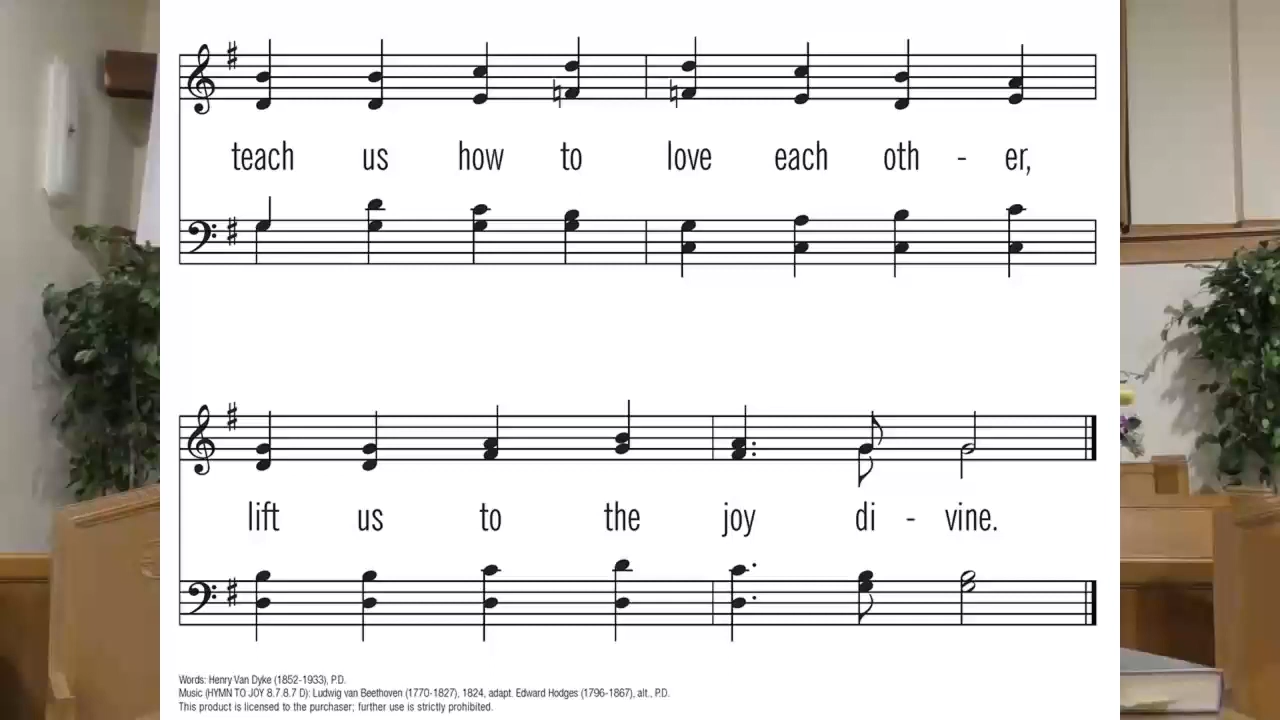 teach us how to love each oth - er,
lift us to the joy di - vine.
Words: Henry Van Dyke (1852-1933), P.D.
Music (HYMN TO JOY 8.7.8.7 D): Ludwig van Beethoven (1770-1827), 1824, adapt. Edward Hodges (1796-1867), alt., P.D.
This product is licensed to the purchaser; further use is strictly prohibited.